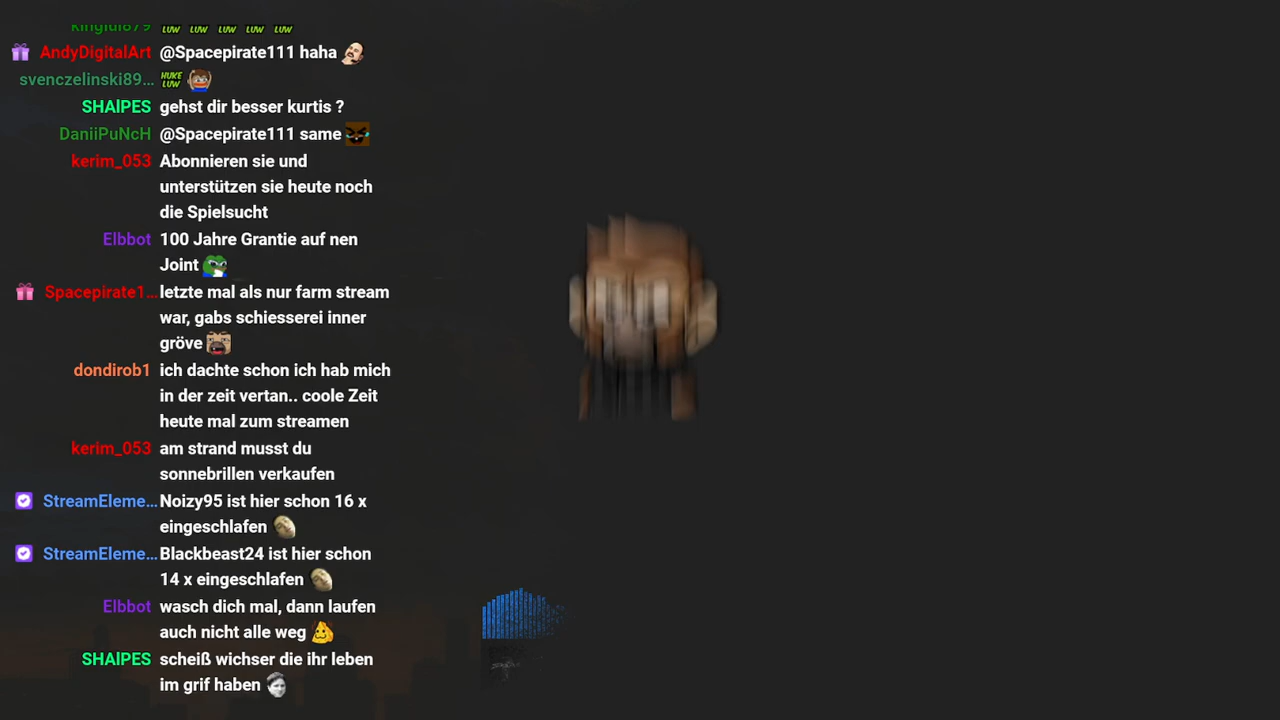 kingful879
AndyDigitalArt @Spacepirate111 haha
svenczelinski89... HUKE LUW
SHAlPES gehst dir besser kurtis ?
DaniiPuNcH @Spacepirate111 same
kerim_053 Abonnieren sie und
unterstützen sie heute noch
die Spielsucht
Elbbot 100 Jahre Grantie auf nen
Joint
Spacepirate1... letzte mal als nur farm stream
war, gabs schiesserei inner
gröve
dondirob1 ich dachte schon ich hab mich
in der zeit vertan.. coole Zeit
heute mal zum streamen
kerim_053 am strand musst du
sonnebrillen verkaufen
StreamEleme... Noizy95 ist hier schon 16 x
eingeschlafen
StreamEleme... Blackbeast24 ist hier schon
14 x eingeschlafen
Elbbot wasch dich mal, dann laufen
auch nicht alle weg
SHAlPES scheiß wichser die ihr leben
im grif haben